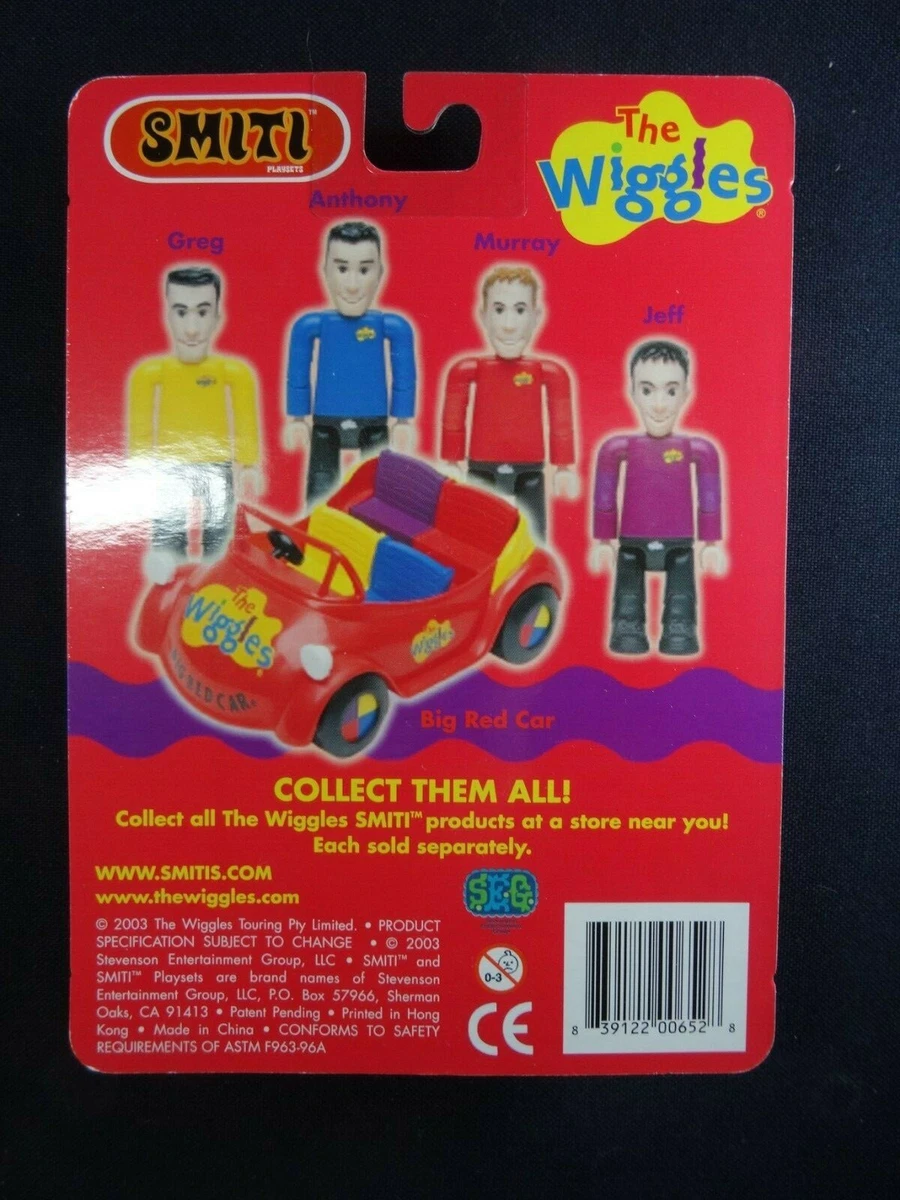 SMITI™
PLAYSETS
The
Wiggles®
Anthony
Greg
Murray
Jeff
The
Wiggles
BIG RED CAR
The
Wiggles
Big Red Car
COLLECT THEM ALL!
Collect all The Wiggles SMITI™ products at a store near you!
Each sold separately.
WWW.SMITIS.COM
www.thewiggles.com
© 2003 The Wiggles Touring Pty Limited. • PRODUCT
SPECIFICATION SUBJECT TO CHANGE • © 2003
Stevenson Entertainment Group, LLC • SMITI™ and
SMITI™ Playsets are brand names of Stevenson
Entertainment Group, LLC, P.O. Box 57966, Sherman
Oaks, CA 91413 • Patent Pending • Printed in Hong
Kong • Made in China • CONFORMS TO SAFETY
REQUIREMENTS OF ASTM F963-96A
S.E.G.
0-3
CE
8 39122 00652 8